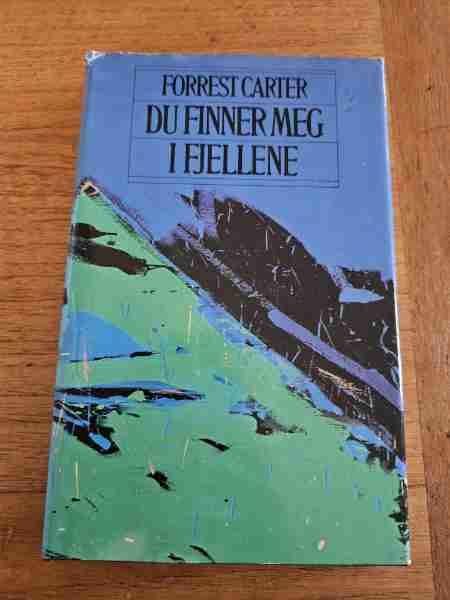 FORREST CARTER
DU FINNER MEG
I FJELLENE